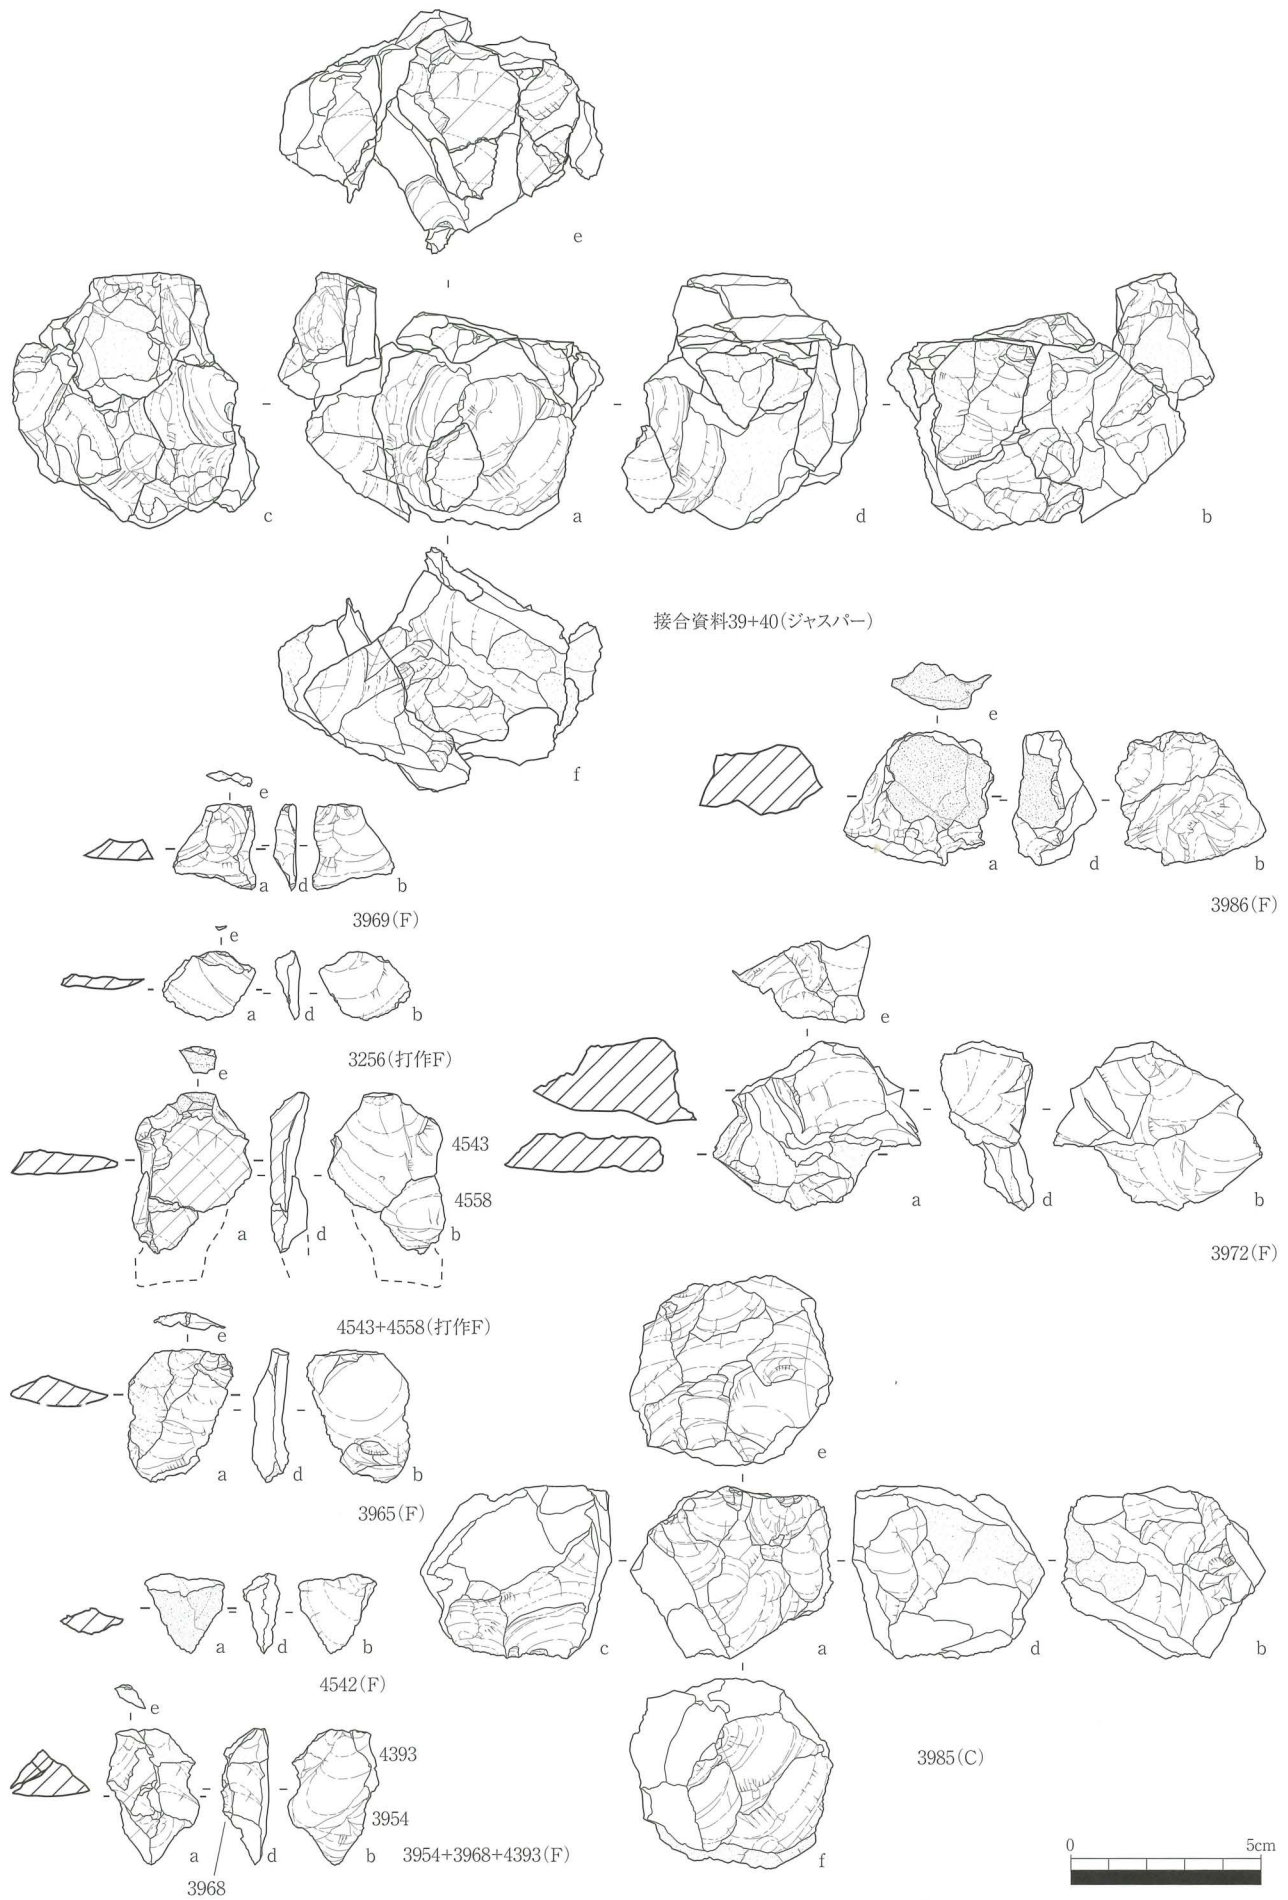 e
c
a
d
b
f
接合資料39+40(ジャスパー)
e
a
d
b
3969(F)
e
a
d
b
3986(F)
e
a
d
b
3256(打作F)
e
a
d
b
4543
4558
4543+4558(打作F)
e
a
d
b
3972(F)
e
a
d
b
3965(F)
a
d
b
4542(F)
e
a
d
b
4393
3954
3968
3954+3968+4393(F)
e
c
a
d
b
f
3985(C)
0 5cm